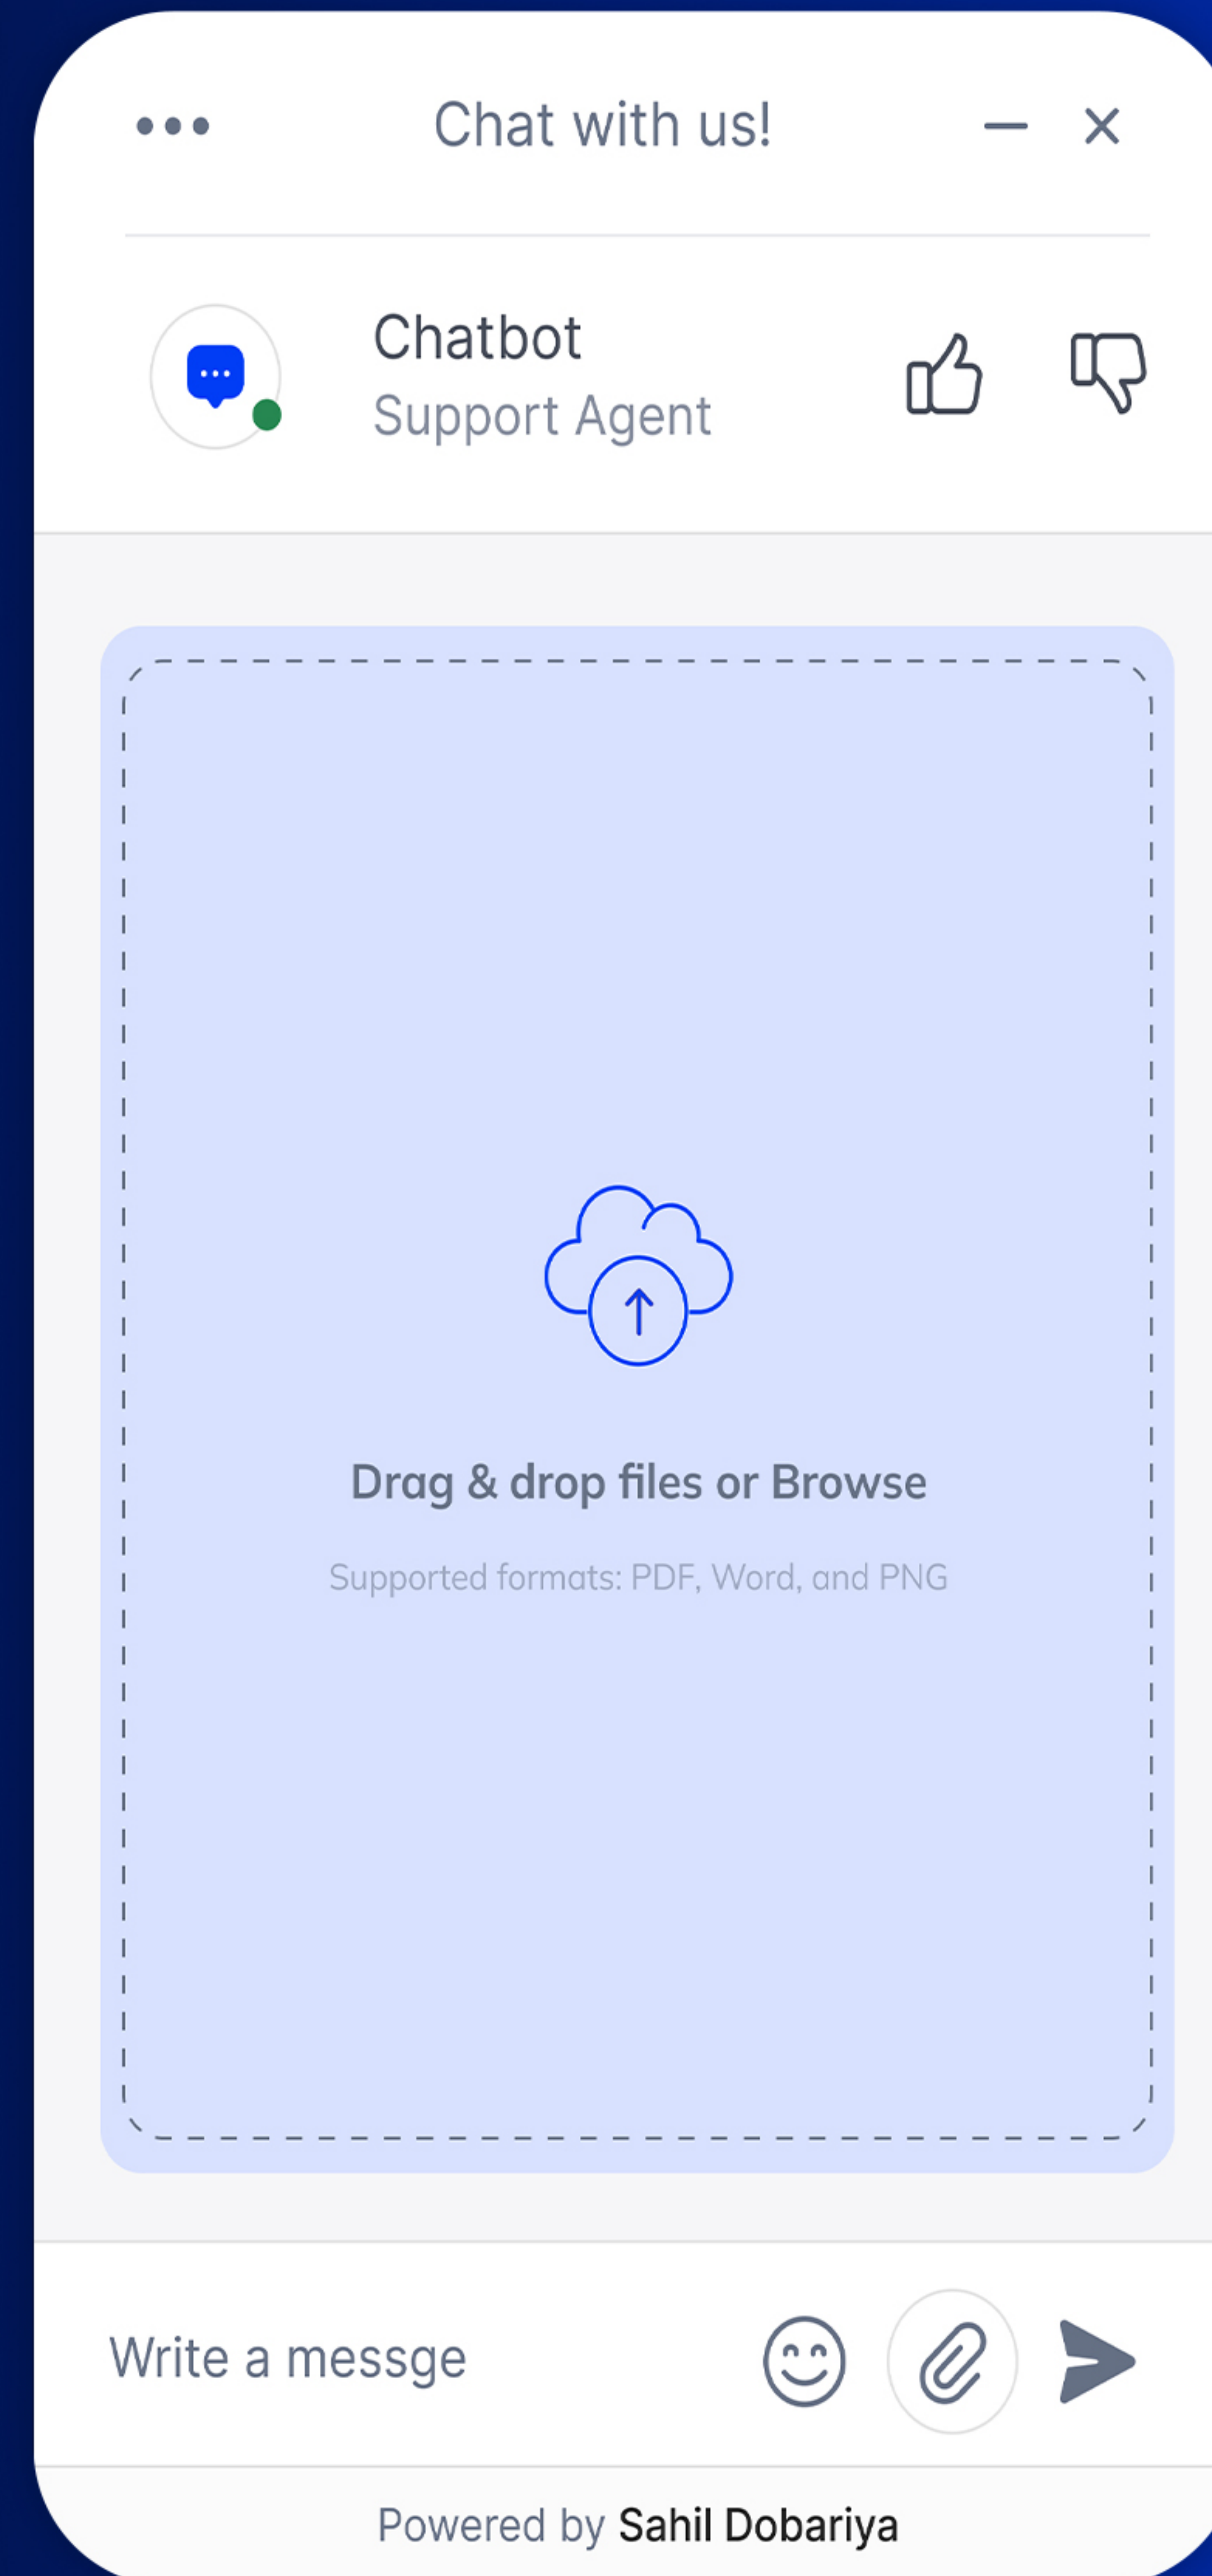 Chat with us!
Chatbot
Support Agent
Drag & drop files or Browse
Supported formats: PDF, Word, and PNG
Write a messge
Powered by Sahil Dobariya